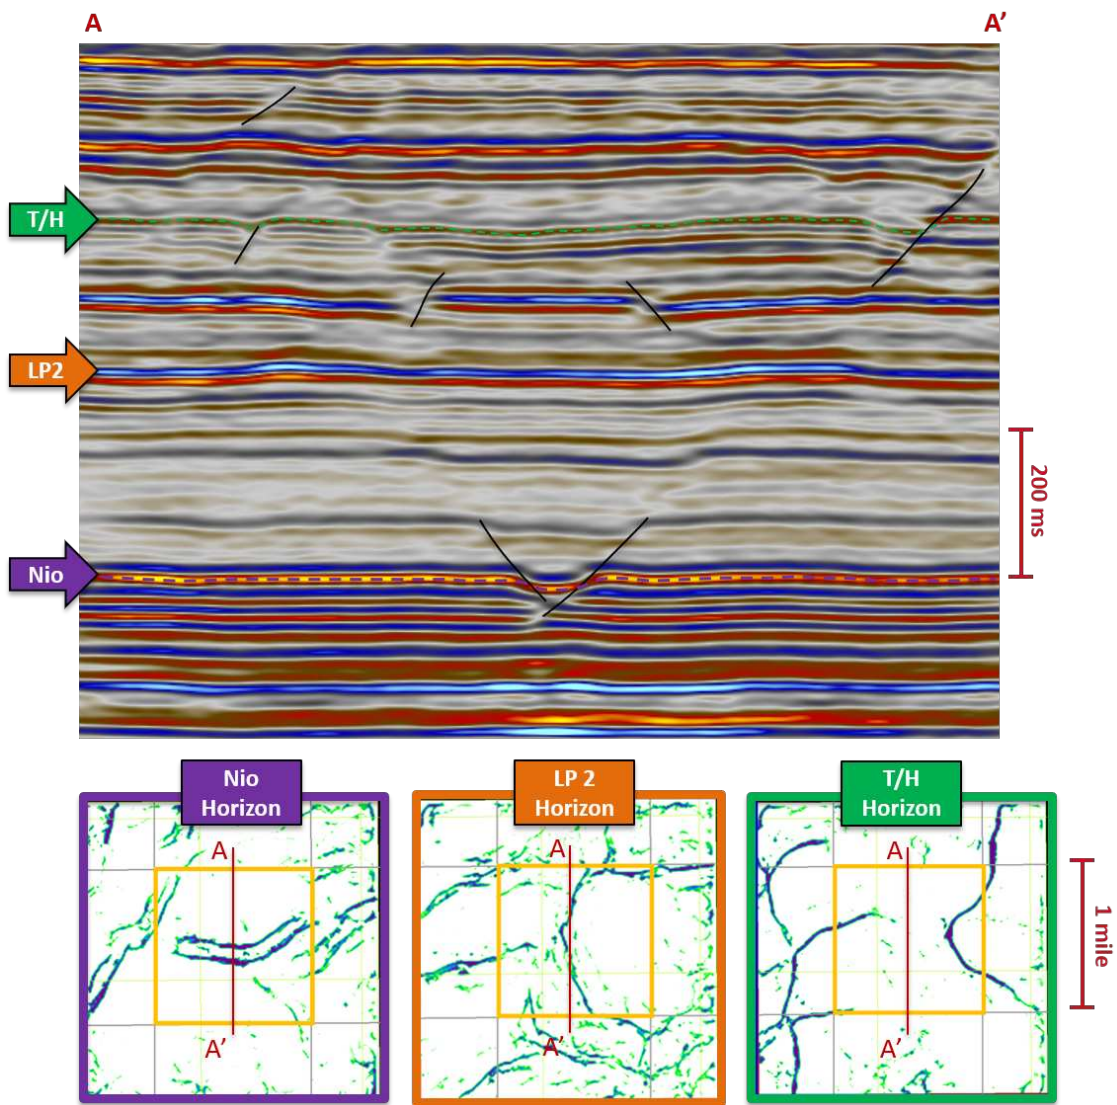 A A’
T/H
LP2
200 ms
Nio
Nio
Horizon
LP 2
Horizon
T/H
Horizon
A
A
A
1 mile
A’
A’
A’